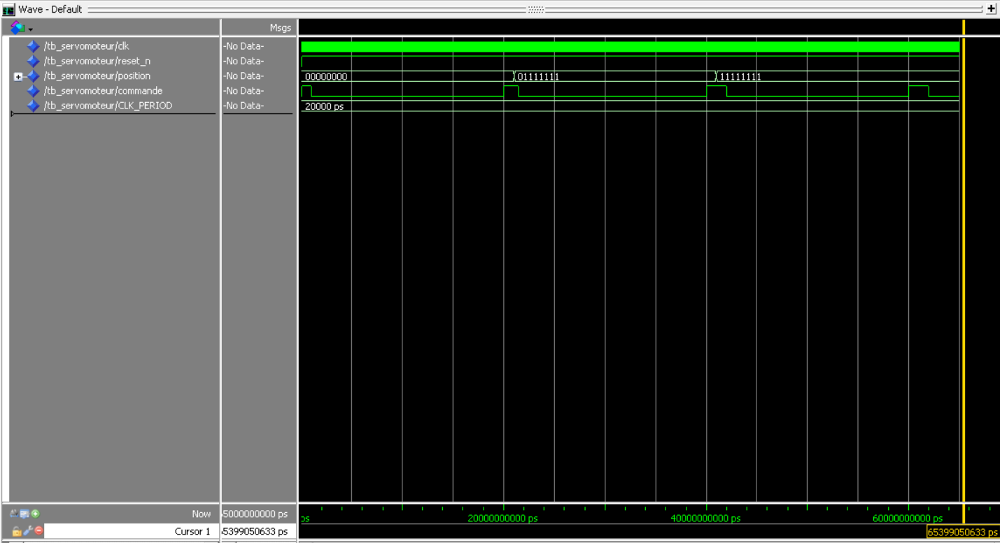 Wave - Default
Msgs
/tb_servomoteur/clk -No Data-
/tb_servomoteur/reset_n -No Data-
/tb_servomoteur/position -No Data- 00000000 01111111 11111111
/tb_servomoteur/commande -No Data-
/tb_servomoteur/CLK_PERIOD -No Data- 20000 ps
Now 5000000000 ps ps 20000000000 ps 40000000000 ps 60000000000 ps
Cursor 1 5399050633 ps 65399050633 ps